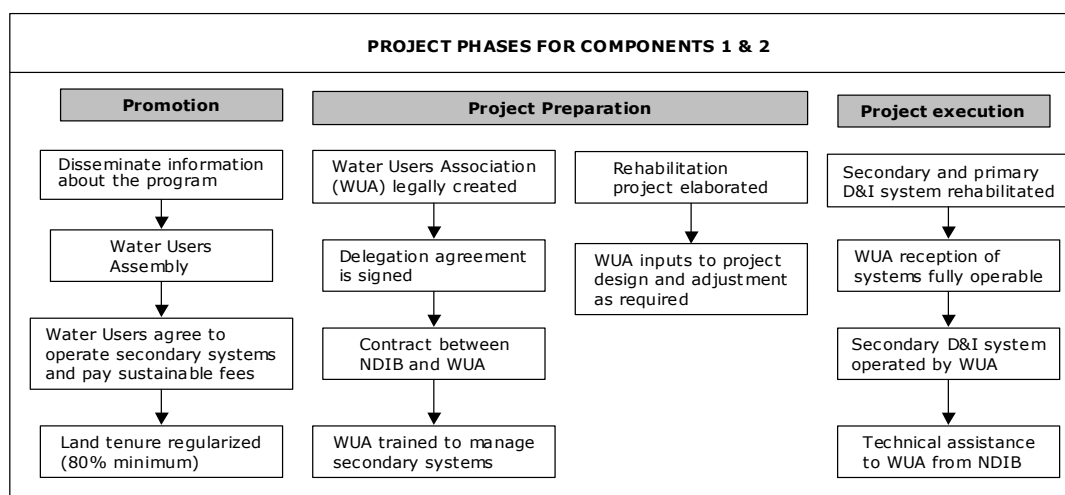 PROJECT PHASES FOR COMPONENTS 1 & 2
Promotion
Disseminate information
about the program
Water Users
Assembly
Water Users agree to
operate secondary systems
and pay sustainable fees
Land tenure regularized
(80% minimum)
Project Preparation
Water Users Association
(WUA) legally created
Delegation agreement
is signed
Contract between
NDIB and WUA
WUA trained to manage
secondary systems
Rehabilitation
project elaborated
WUA inputs to project
design and adjustment
as required
Project execution
Secondary and primary
D&I system rehabilitated
WUA reception of
systems fully operable
Secondary D&I system
operated by WUA
Technical assistance
to WUA from NDIB